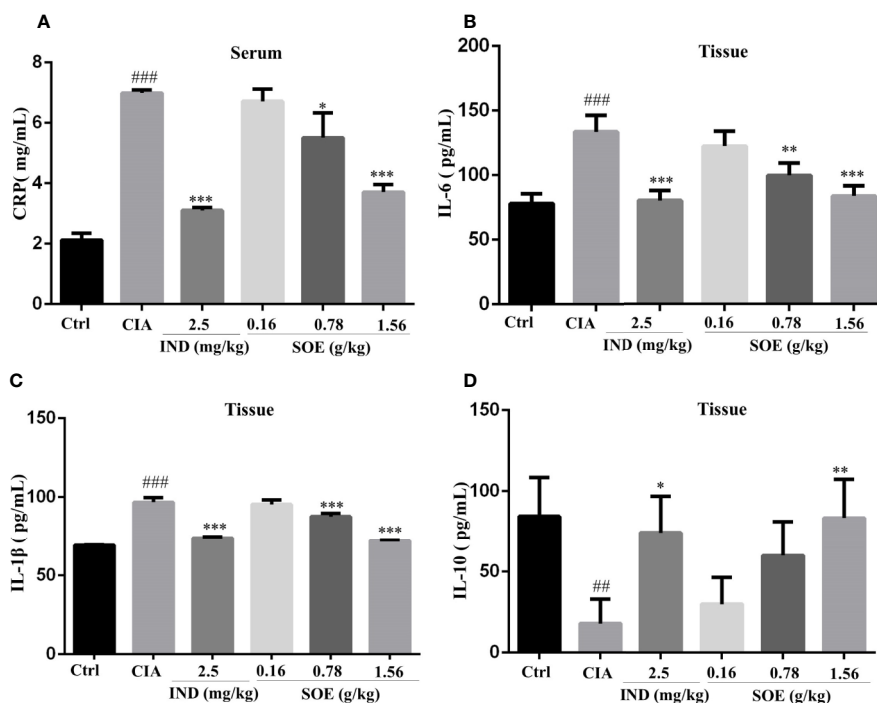 A
Serum
CRP( mg/mL)
8
6
4
2
0
###
***
*
***
Ctrl CIA 2.5 0.16 0.78 1.56
IND (mg/kg) SOE (g/kg)
B
Tissue
IL-6 ( pg/mL)
200
150
100
50
0
###
***
**
***
Ctrl CIA 2.5 0.16 0.78 1.56
IND (mg/kg) SOE (g/kg)
C
Tissue
IL-1β ( pg/mL)
150
100
50
0
###
***
***
***
Ctrl CIA 2.5 0.16 0.78 1.56
IND (mg/kg) SOE (g/kg)
D
Tissue
IL-10 ( pg/mL)
150
100
50
0
##
*
**
Ctrl CIA 2.5 0.16 0.78 1.56
IND (mg/kg) SOE (g/kg)